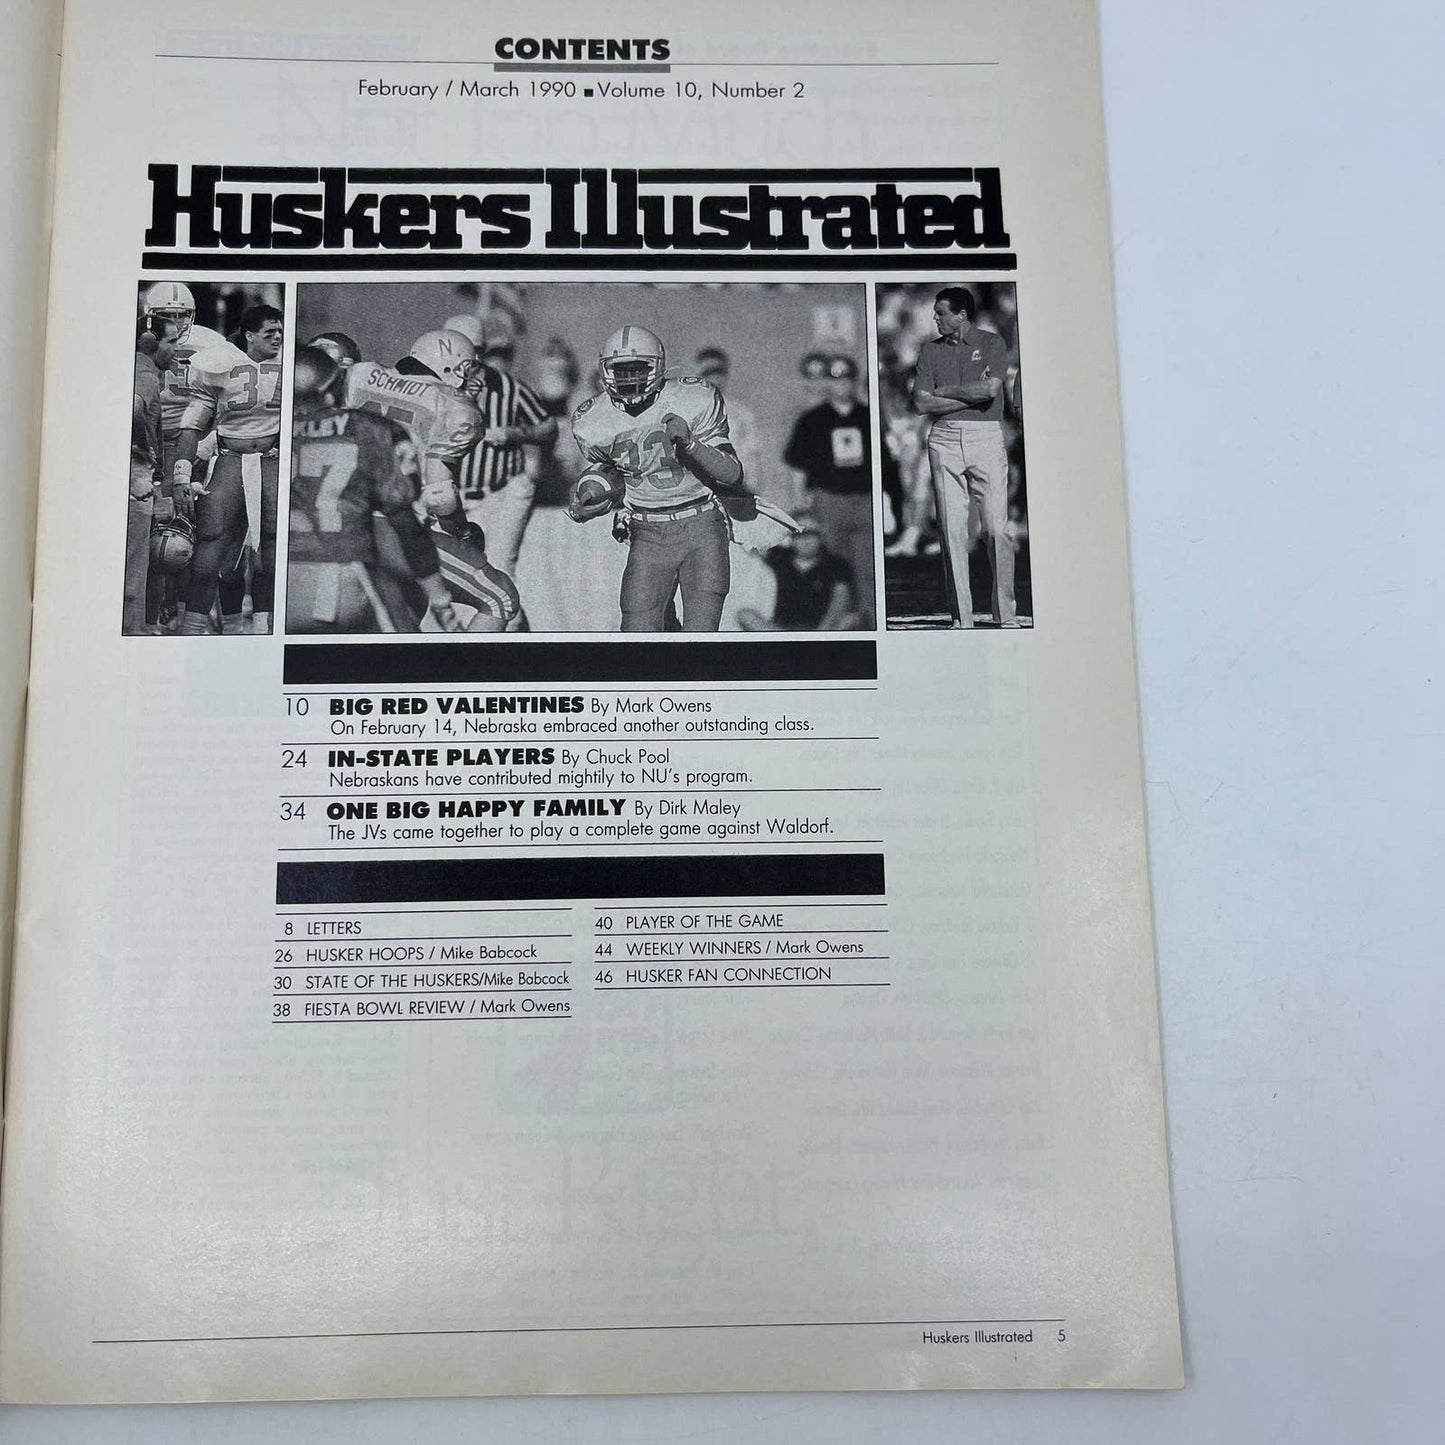 CONTENTS
February / March 1990 ■ Volume 10, Number 2
Huskers Illustrated
N
SCHMIDT
37
33
KLEY
10 BIG RED VALENTINES By Mark Owens
On February 14, Nebraska embraced another outstanding class.
24 IN-STATE PLAYERS By Chuck Pool
Nebraskans have contributed mightily to NU's program.
34 ONE BIG HAPPY FAMILY By Dirk Maley
The JVs came together to play a complete game against Waldorf.
8 LETTERS
26 HUSKER HOOPS / Mike Babcock
30 STATE OF THE HUSKERS/Mike Babcock
38 FIESTA BOWL REVIEW / Mark Owens
40 PLAYER OF THE GAME
44 WEEKLY WINNERS / Mark Owens
46 HUSKER FAN CONNECTION
Huskers Illustrated 5